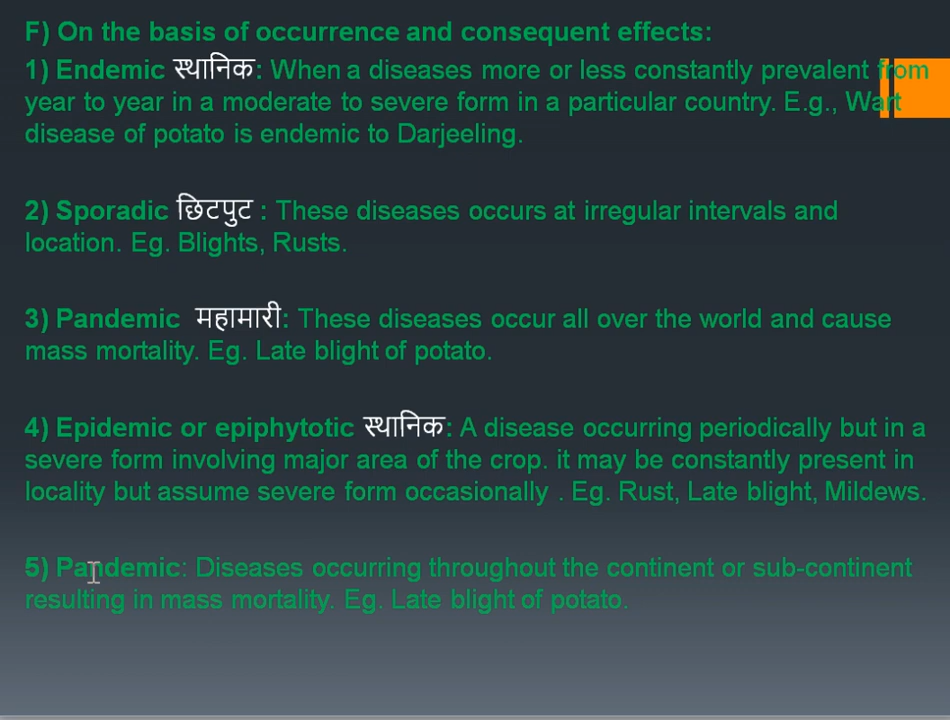 F) On the basis of occurrence and consequent effects:
1) Endemic स्थानिक: When a diseases more or less constantly prevalent from
year to year in a moderate to severe form in a particular country. E.g., Wart
disease of potato is endemic to Darjeeling.
2) Sporadic छिटपुट : These diseases occurs at irregular intervals and
location. Eg. Blights, Rusts.
3) Pandemic महामारी: These diseases occur all over the world and cause
mass mortality. Eg. Late blight of potato.
4) Epidemic or epiphytotic स्थानिक: A disease occurring periodically but in a
severe form involving major area of the crop. it may be constantly present in
locality but assume severe form occasionally . Eg. Rust, Late blight, Mildews.
5) Pandemic: Diseases occurring throughout the continent or sub-continent
resulting in mass mortality. Eg. Late blight of potato.